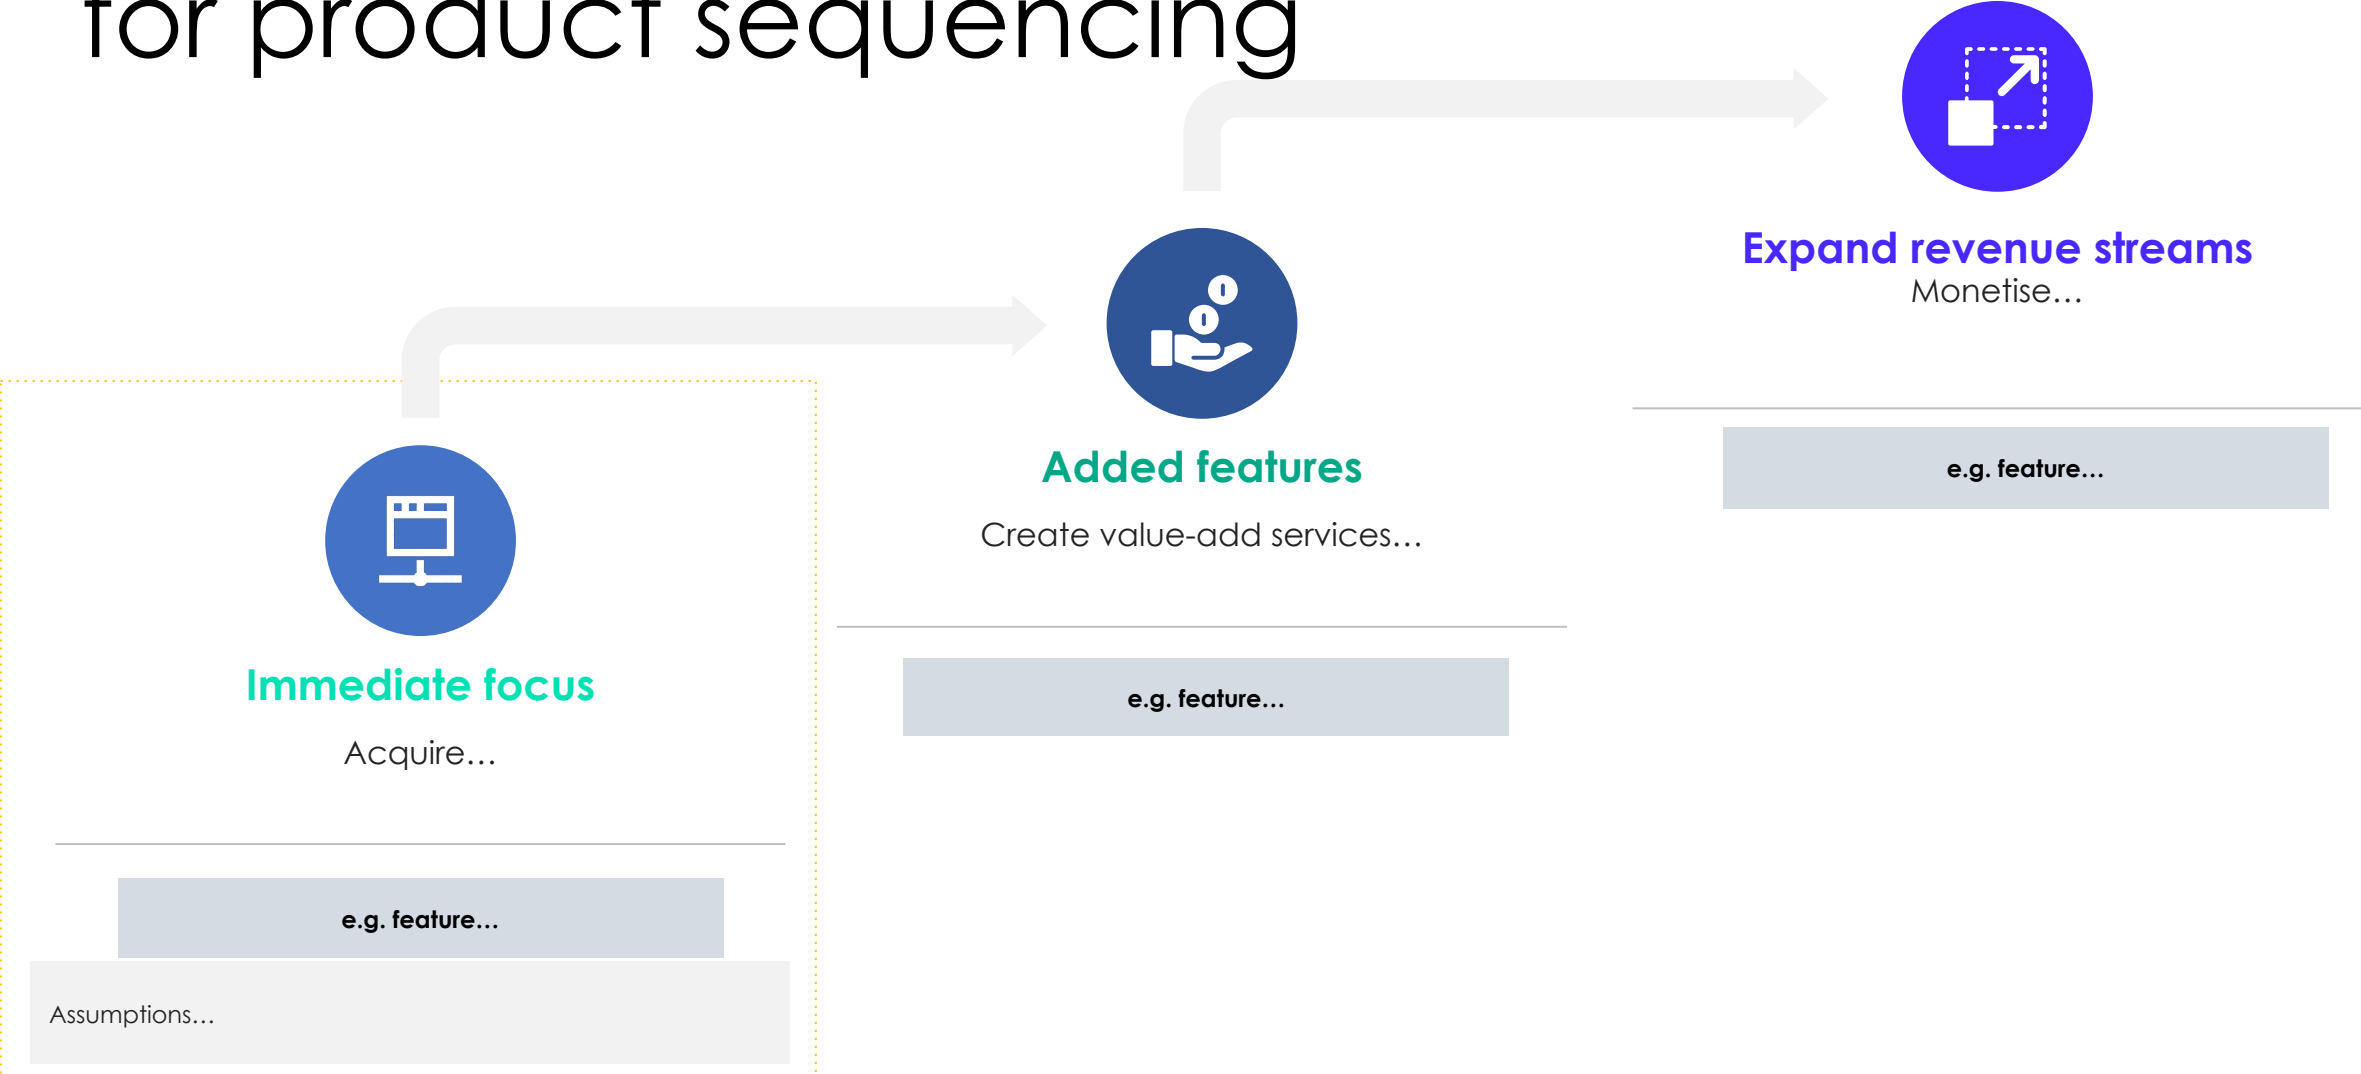 for product sequencing
Expand revenue streams
Monetise…
e.g. feature…
Added features
Create value-add services…
e.g. feature…
Immediate focus
Acquire…
e.g. feature…
Assumptions…